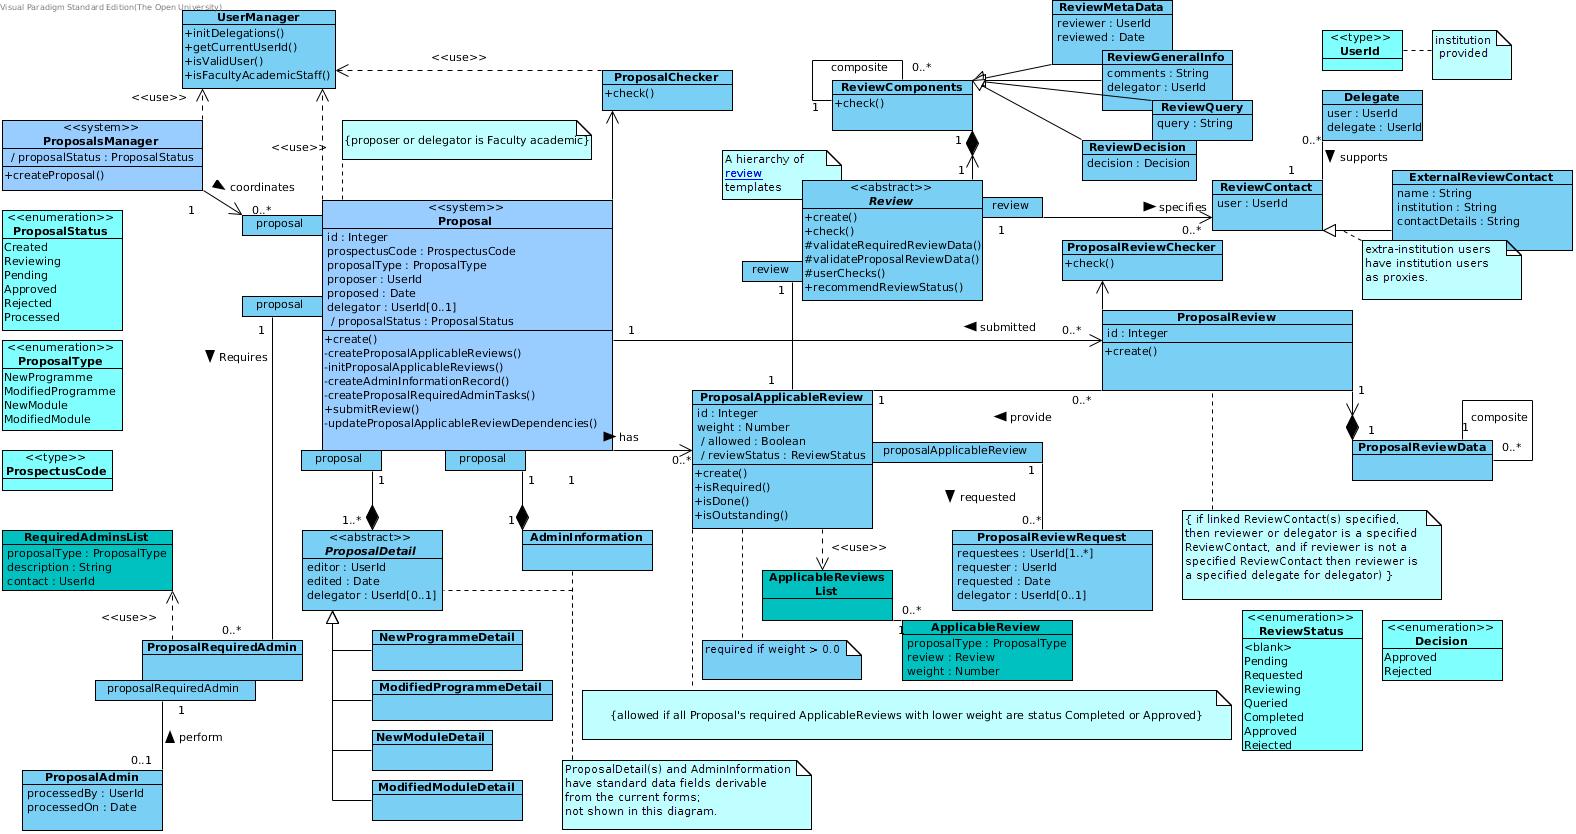 Visual Paradigm Standard Edition(The Open University)
UserManager
+initDelegations()
+getCurrentUserId()
+isValidUser()
+isFacultyAcademicStaff()
<<use>>
<<use>>
<<use>>
ProposalChecker
+check()
<<system>>
ProposalsManager
/ proposalStatus : ProposalStatus
+createProposal()
coordinates
1
0..*
proposal
{proposer or delegator is Faculty academic}
<<enumeration>>
ProposalStatus
Created
Reviewing
Pending
Approved
Rejected
Processed
<<enumeration>>
ProposalType
NewProgramme
ModifiedProgramme
NewModule
ModifiedModule
<<type>>
ProspectusCode
proposal
1
Requires
<<system>>
Proposal
id : Integer
prospectusCode : ProspectusCode
proposalType : ProposalType
proposer : UserId
proposed : Date
delegator : UserId[0..1]
/ proposalStatus : ProposalStatus
+create()
-createProposalApplicableReviews()
-initProposalApplicableReviews()
-createAdminInformationRecord()
-createProposalRequiredAdminTasks()
+submitReview()
-updateProposalApplicableReviewDependencies()
has
proposal
proposal
1
1
1
0..*
1..*
1
composite
0..*
1
ReviewComponents
+check()
1
1
ReviewMetaData
reviewer : UserId
reviewed : Date
ReviewGeneralInfo
comments : String
delegator : UserId
ReviewQuery
query : String
ReviewDecision
decision : Decision
<<type>>
UserId
institution
provided
Delegate
user : UserId
delegate : UserId
0..*
supports
1
ReviewContact
user : UserId
ExternalReviewContact
name : String
institution : String
contactDetails : String
extra-institution users
have institution users
as proxies.
A hierarchy of
review
templates
<<abstract>>
Review
+create()
+check()
#validateRequiredReviewData()
#validateProposalReviewData()
#userChecks()
+recommendReviewStatus()
review
1
specifies
0..*
review
1
1
ProposalReviewChecker
+check()
1
submitted
0..*
ProposalReview
id : Integer
+create()
1
provide
0..*
1
1
composite
1
0..*
ProposalReviewData
ProposalApplicableReview
id : Integer
weight : Number
/ allowed : Boolean
/ reviewStatus : ReviewStatus
+create()
+isRequired()
+isDone()
+isOutstanding()
proposalApplicableReview
1
requested
0..*
ProposalReviewRequest
requestees : UserId[1..*]
requester : UserId
requested : Date
delegator : UserId[0..1]
{ if linked ReviewContact(s) specified,
then reviewer or delegator is a specified
ReviewContact, and if reviewer is not a
specified ReviewContact then reviewer is
a specified delegate for delegator) }
<<use>>
ApplicableReviews
List
0..*
1
ApplicableReview
proposalType : ProposalType
review : Review
weight : Number
required if weight > 0.0
{allowed if all Proposal's required ApplicableReviews with lower weight are status Completed or Approved}
<<enumeration>>
ReviewStatus
<blank>
Pending
Requested
Reviewing
Queried
Completed
Approved
Rejected
<<enumeration>>
Decision
Approved
Rejected
RequiredAdminsList
proposalType : ProposalType
description : String
contact : UserId
<<use>>
0..*
ProposalRequiredAdmin
proposalRequiredAdmin
1
perform
0..1
ProposalAdmin
processedBy : UserId
processedOn : Date
<<abstract>>
ProposalDetail
editor : UserId
edited : Date
delegator : UserId[0..1]
AdminInformation
NewProgrammeDetail
ModifiedProgrammeDetail
NewModuleDetail
ModifiedModuleDetail
ProposalDetail(s) and AdminInformation
have standard data fields derivable
from the current forms;
not shown in this diagram.